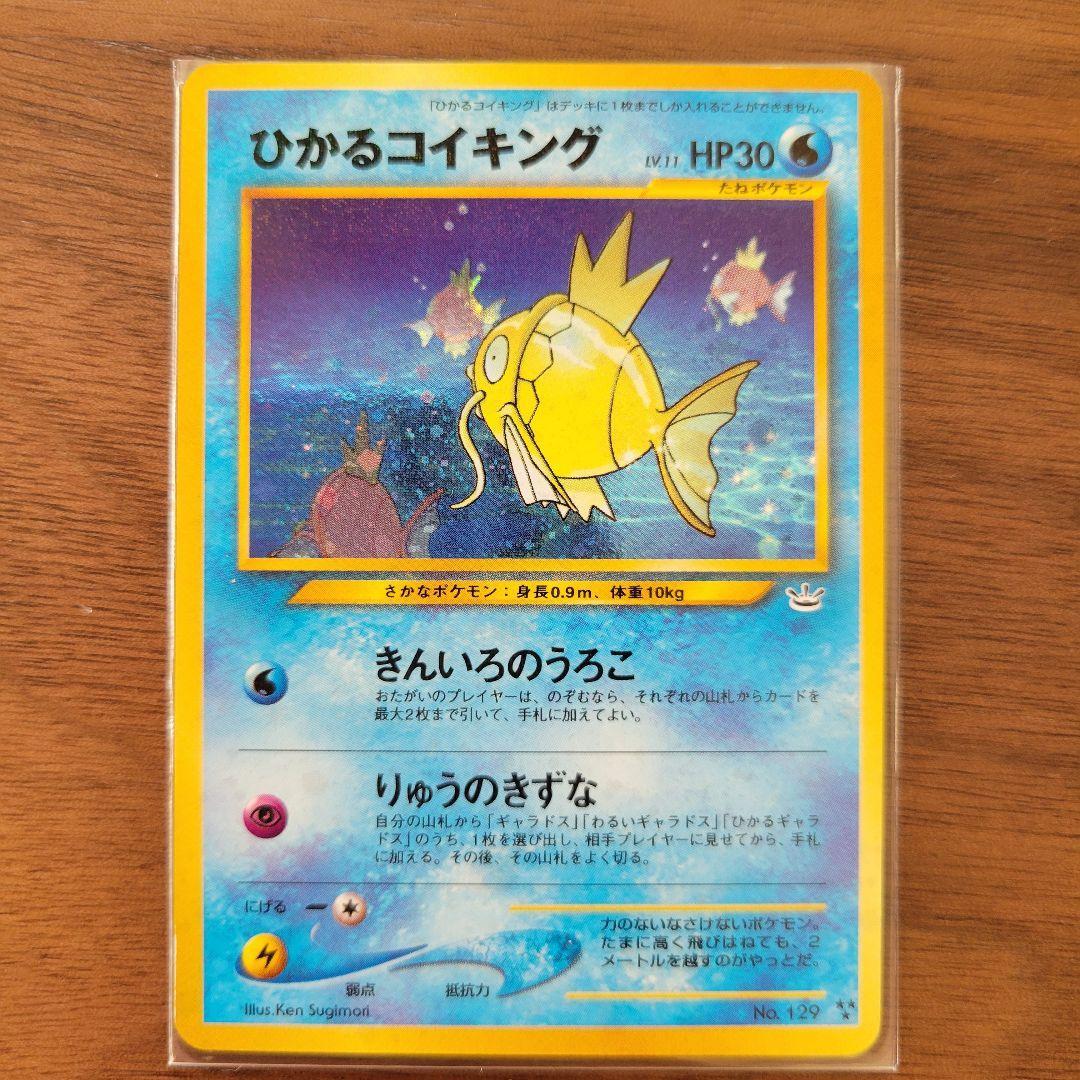 「ひかるコイキング」はデッキに1枚までしか入れることができません。
ひかるコイキング LV.11 HP30
たねポケモン
さかなポケモン：身長0.9m、体重10kg
きんいろのうろこ
おたがいのプレイヤーは、のぞむなら、それぞれの山札からカードを
最大2枚まで引いて、手札に加えてよい。
りゅうのきずな
自分の山札から「ギャラドス」「わるいギャラドス」「ひかるギャラ
ドス」のうち、1枚を選び出し、相手プレイヤーに見せてから、手札
に加える。その後、その山札をよく切る。
にげる
力のないなさけないポケモン。
たまに高く飛びはねても、2
メートルを越すのがやっとだ。
弱点 抵抗力
Illus.Ken Sugimori
No. 129